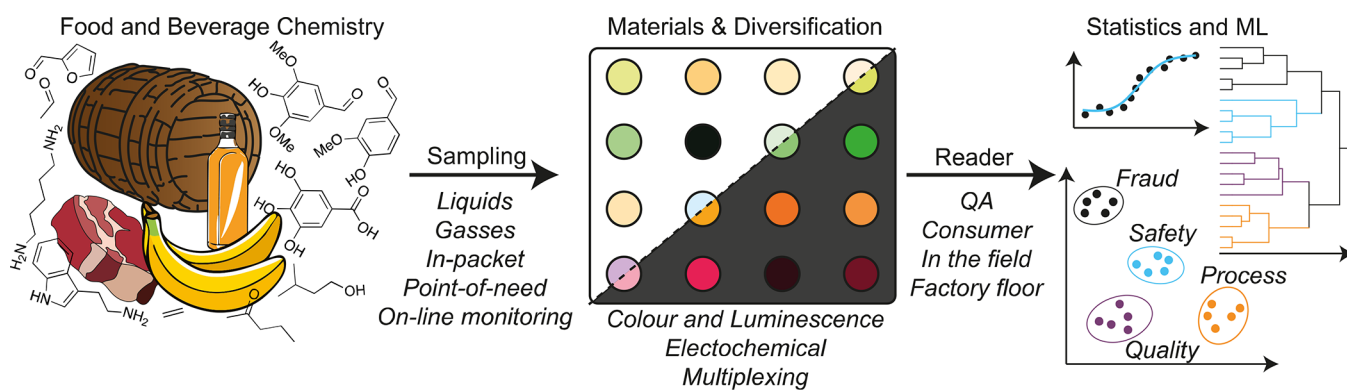 Food and Beverage Chemistry
Materials & Diversification
Statistics and ML
O
O
O
MeO
HO
OMe
O
O
MeO
HO
NH2
H2N
HO
HO
HO
O
OH
HN
NH2
OH
O
Sampling
Liquids
Gasses
In-packet
Point-of-need
On-line monitoring
Colour and Luminescence
Electochemical
Multiplexing
Reader
QA
Consumer
In the field
Factory floor
Fraud
Safety
Process
Quality